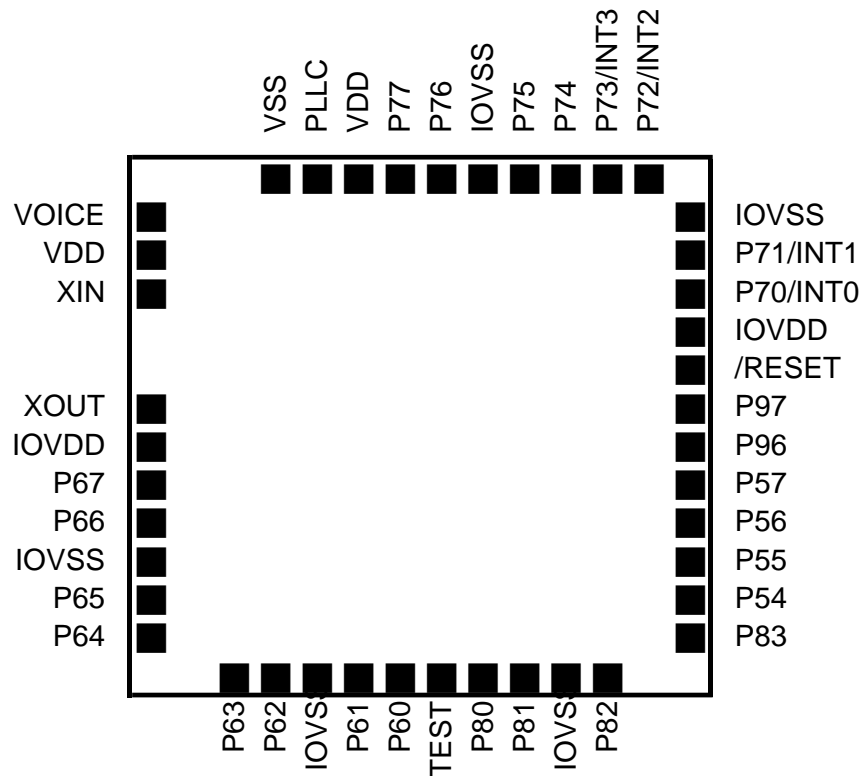 VSS
PLLC
VDD
P77
P76
IOVSS
P75
P74
P73/INT3
P72/INT2
VOICE
VDD
XIN
XOUT
IOVDD
P67
P66
IOVSS
P65
P64
IOVSS
P71/INT1
P70/INT0
IOVDD
/RESET
P97
P96
P57
P56
P55
P54
P83
P63
P62
IOVSS
P61
P60
TEST
P80
P81
IOVSS
P82